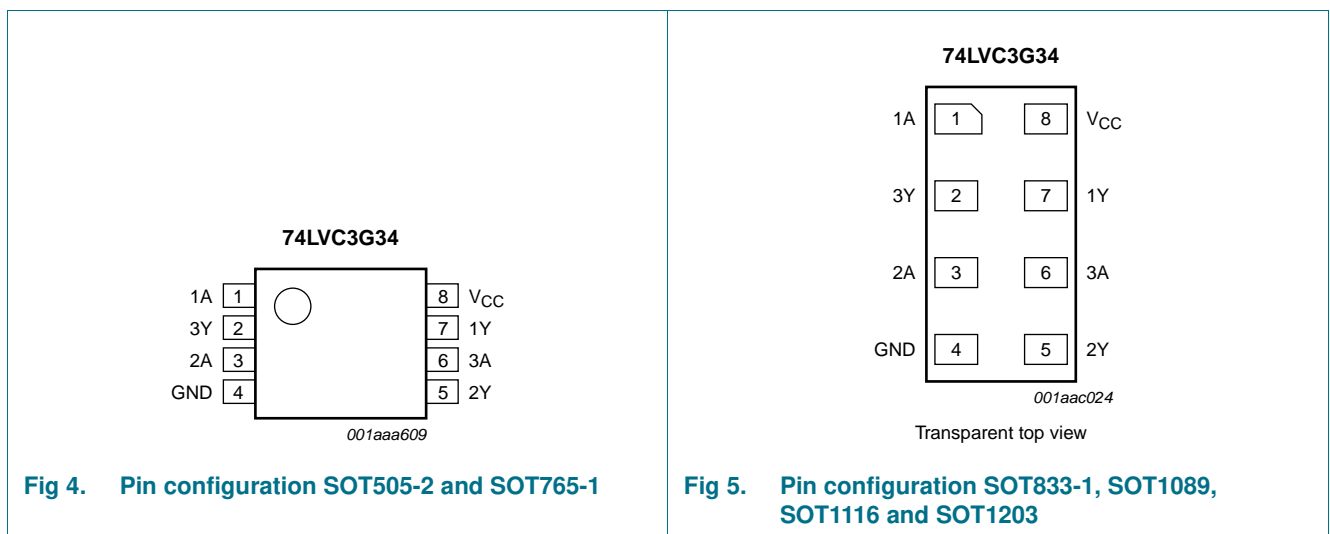 74LVC3G34
1A 1 8 VCC
3Y 2 7 1Y
2A 3 6 3A
GND 4 5 2Y
001aaa609
Fig 4. Pin configuration SOT505-2 and SOT765-1
74LVC3G34
1A 1 8 VCC
3Y 2 7 1Y
2A 3 6 3A
GND 4 5 2Y
001aac024
Transparent top view
Fig 5. Pin configuration SOT833-1, SOT1089,
SOT1116 and SOT1203